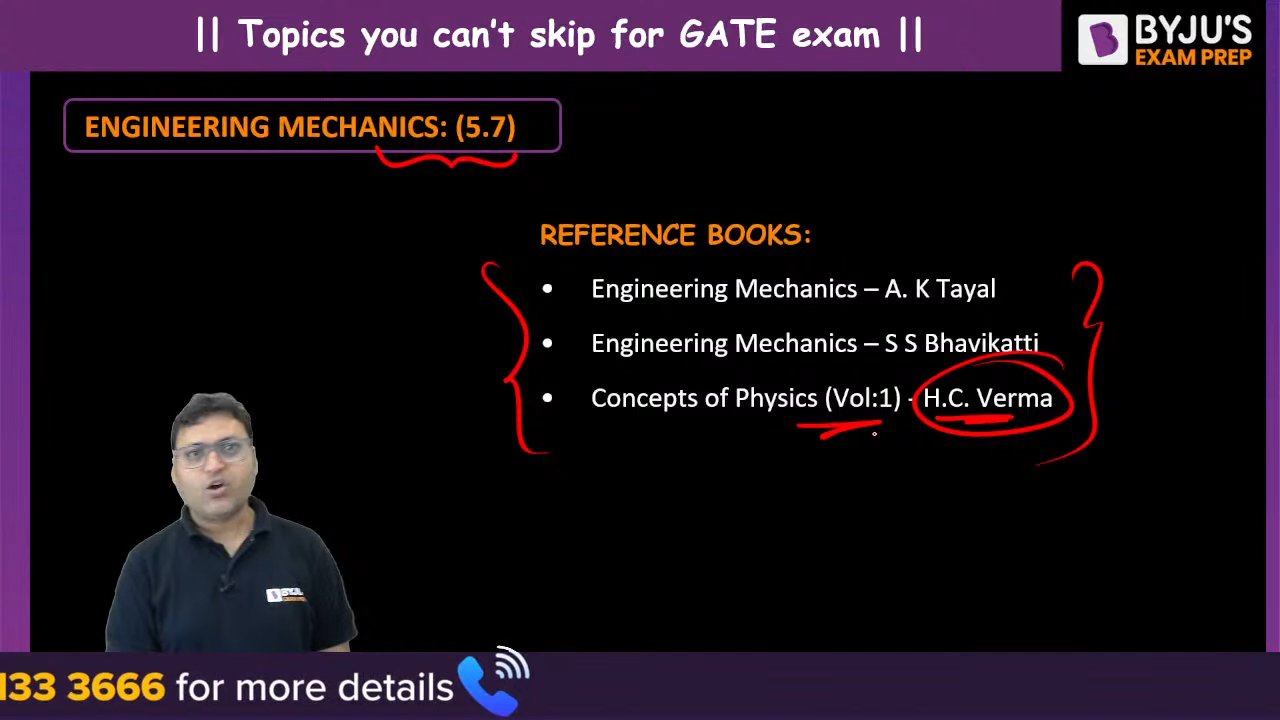 || Topics you can't skip for GATE exam ||
BYJU'S
EXAM PREP
ENGINEERING MECHANICS: (5.7)
REFERENCE BOOKS:
• Engineering Mechanics – A. K Tayal
• Engineering Mechanics – S S Bhavikatti
• Concepts of Physics (Vol:1) - H.C. Verma
BYJU
133 3666 for more details